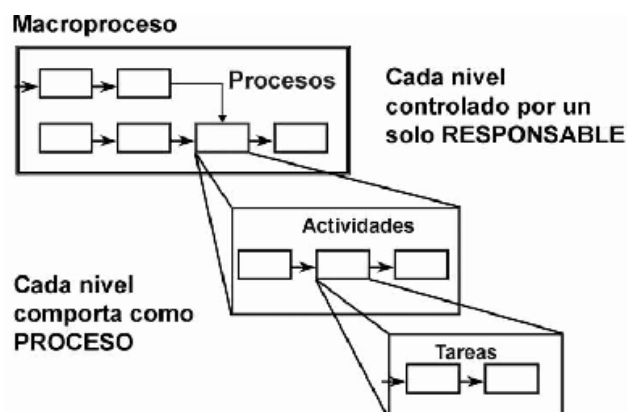 Macroproceso
Procesos
Cada nivel
controlado por un
solo RESPONSABLE
Actividades
Cada nivel
comporta como
PROCESO
Tareas